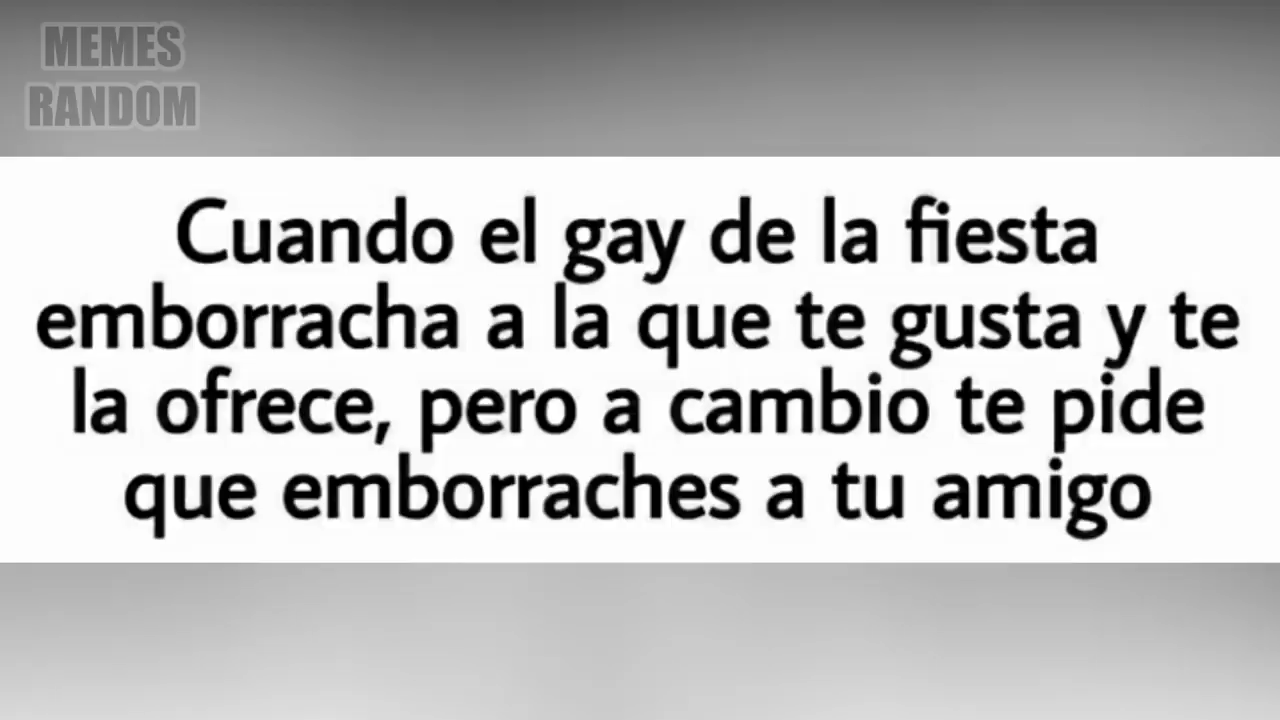 MEMES
RANDOM
Cuando el gay de la fiesta
emborracha a la que te gusta y te
la ofrece, pero a cambio te pide
que emborraches a tu amigo